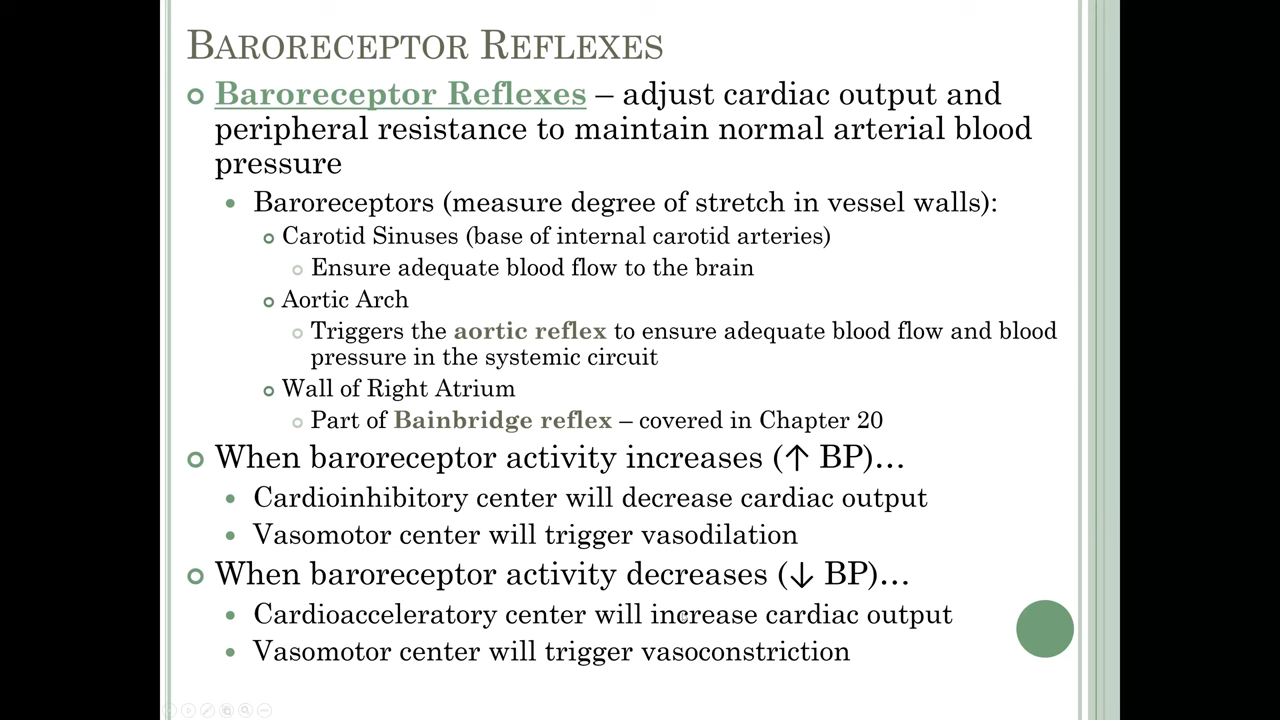 BARORECEPTOR REFLEXES
Baroreceptor Reflexes – adjust cardiac output and
peripheral resistance to maintain normal arterial blood
pressure
Baroreceptors (measure degree of stretch in vessel walls):
Carotid Sinuses (base of internal carotid arteries)
Ensure adequate blood flow to the brain
Aortic Arch
Triggers the aortic reflex to ensure adequate blood flow and blood
pressure in the systemic circuit
Wall of Right Atrium
Part of Bainbridge reflex – covered in Chapter 20
When baroreceptor activity increases (↑ BP)…
Cardioinhibitory center will decrease cardiac output
Vasomotor center will trigger vasodilation
When baroreceptor activity decreases (↓ BP)…
Cardioacceleratory center will increase cardiac output
Vasomotor center will trigger vasoconstriction